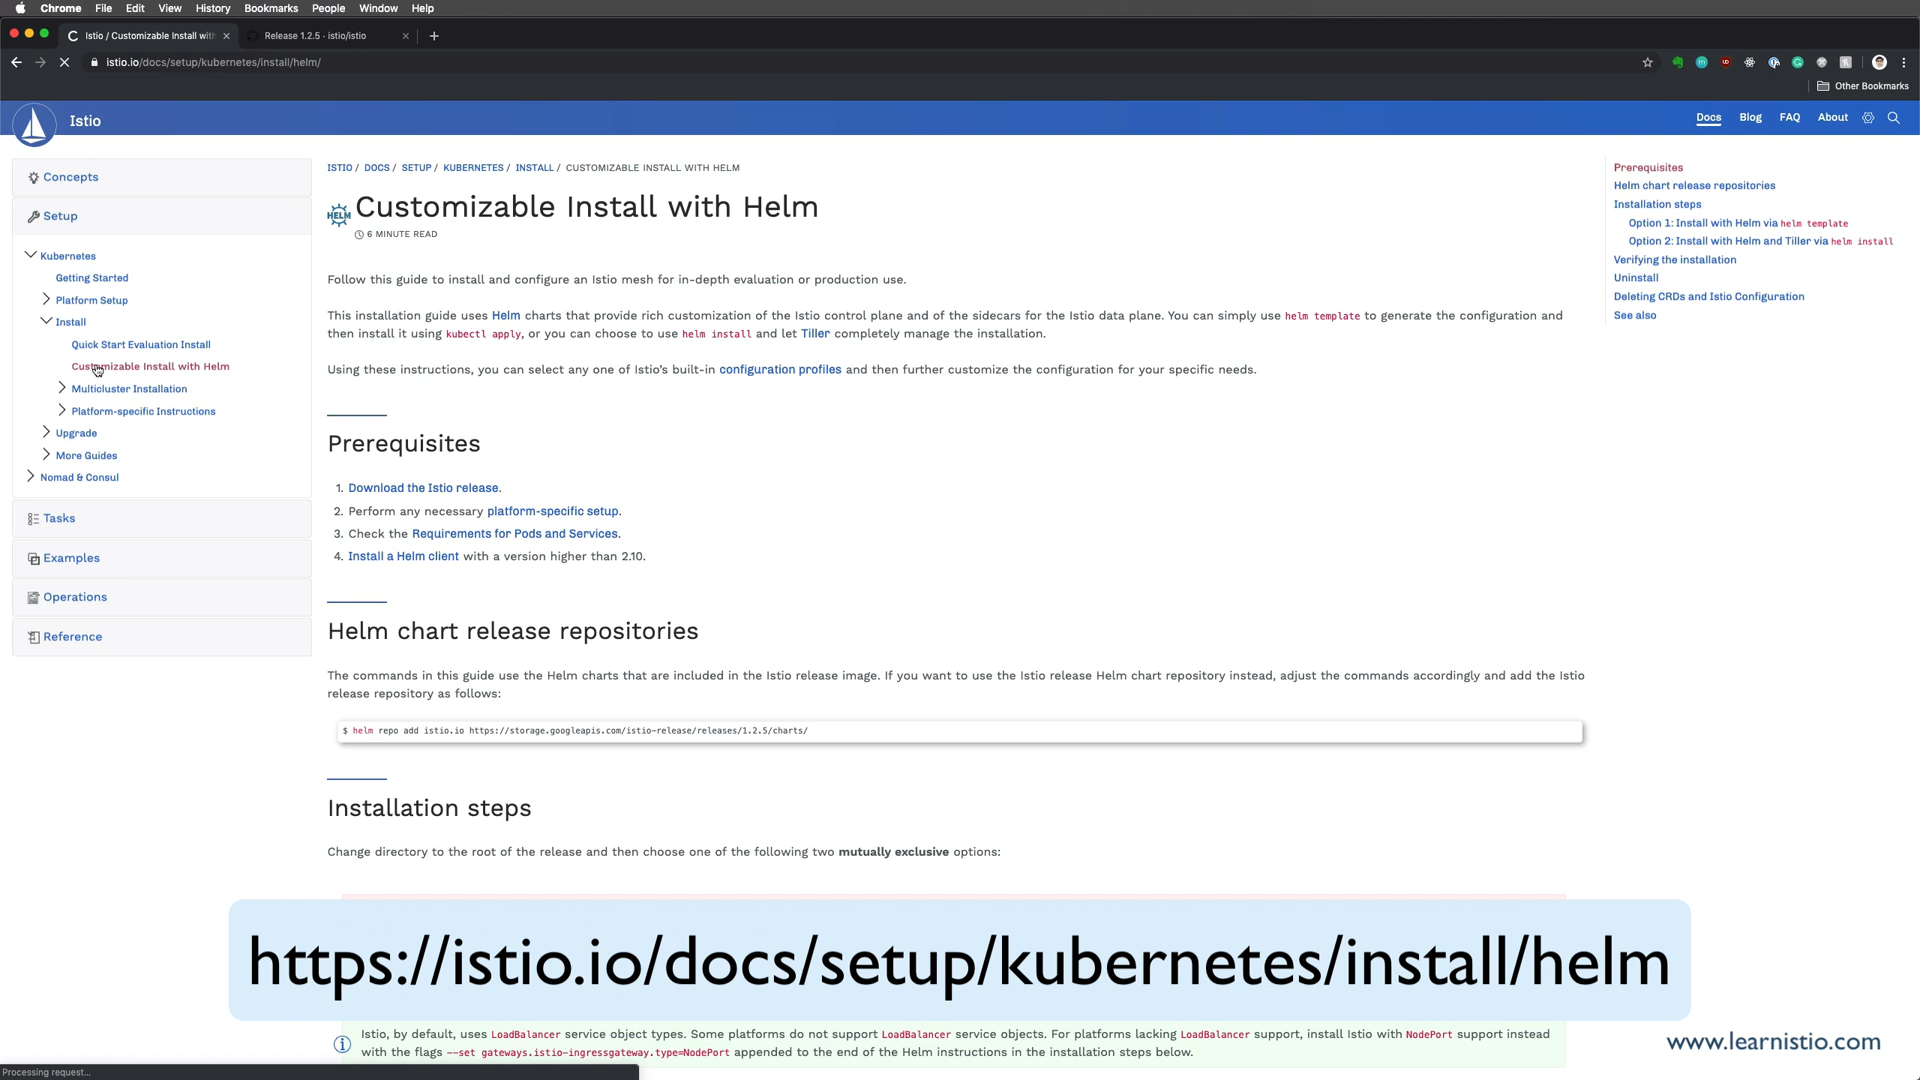 Chrome File Edit View History Bookmarks People Window Help
Istio / Customizable Install with
Release 1.2.5 · istio/istio
istio.io/docs/setup/kubernetes/install/helm/
Other Bookmarks
Istio
Docs Blog FAQ About
Concepts
Setup
Kubernetes
Getting Started
Platform Setup
Install
Quick Start Evaluation Install
Customizable Install with Helm
Multicluster Installation
Platform-specific Instructions
Upgrade
More Guides
Nomad & Consul
Tasks
Examples
Operations
Reference
ISTIO / DOCS / SETUP / KUBERNETES / INSTALL / CUSTOMIZABLE INSTALL WITH HELM
HELM
Customizable Install with Helm
6 MINUTE READ
Follow this guide to install and configure an Istio mesh for in-depth evaluation or production use.
This installation guide uses Helm charts that provide rich customization of the Istio control plane and of the sidecars for the Istio data plane. You can simply use helm template to generate the configuration and
then install it using kubectl apply, or you can choose to use helm install and let Tiller completely manage the installation.
Using these instructions, you can select any one of Istio's built-in configuration profiles and then further customize the configuration for your specific needs.
Prerequisites
1. Download the Istio release.
2. Perform any necessary platform-specific setup.
3. Check the Requirements for Pods and Services.
4. Install a Helm client with a version higher than 2.10.
Helm chart release repositories
The commands in this guide use the Helm charts that are included in the Istio release image. If you want to use the Istio release Helm chart repository instead, adjust the commands accordingly and add the Istio
release repository as follows:
$ helm repo add istio.io https://storage.googleapis.com/istio-release/releases/1.2.5/charts/
Installation steps
Change directory to the root of the release and then choose one of the following two mutually exclusive options:
https://istio.io/docs/setup/kubernetes/install/helm
Istio, by default, uses LoadBalancer service object types. Some platforms do not support LoadBalancer service objects. For platforms lacking LoadBalancer support, install Istio with NodePort support instead
with the flags --set gateways.istio-ingressgateway.type=NodePort appended to the end of the Helm instructions in the installation steps below.
Prerequisites
Helm chart release repositories
Installation steps
Option 1: Install with Helm via helm template
Option 2: Install with Helm and Tiller via helm install
Verifying the installation
Uninstall
Deleting CRDs and Istio Configuration
See also
www.learnistio.com
Processing request...